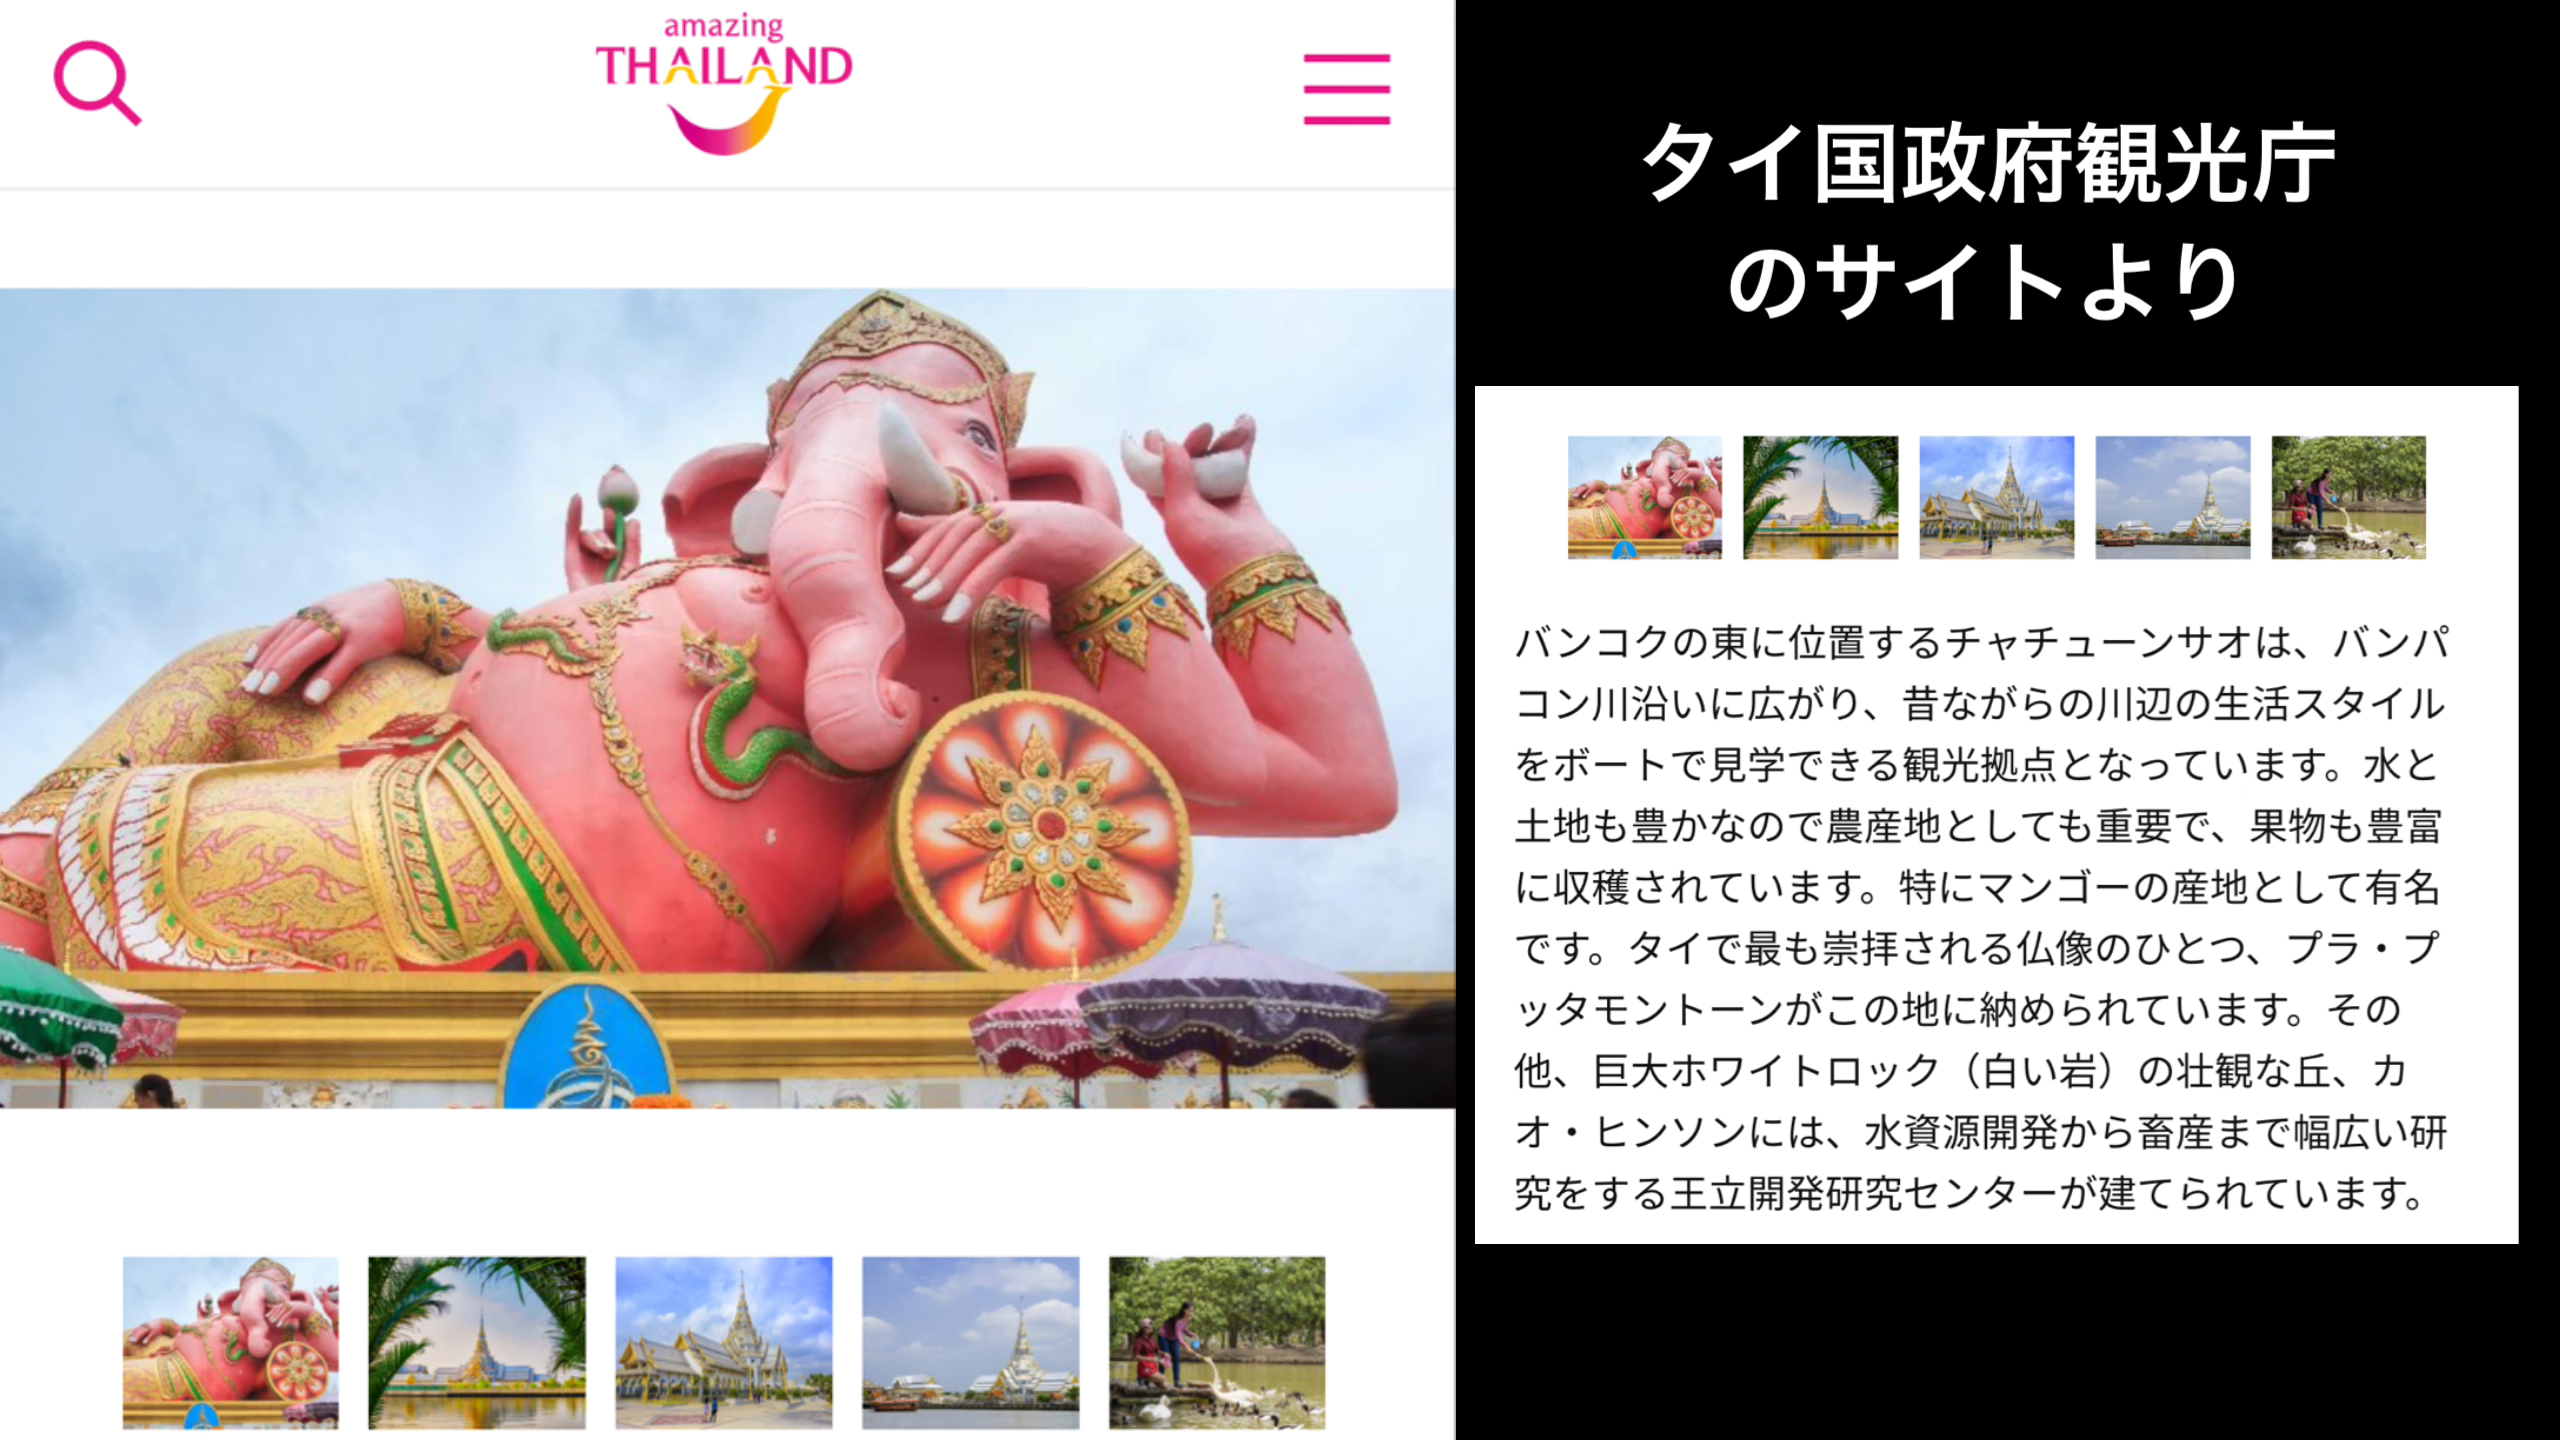 amazing
THAILAND
タイ国政府観光庁
のサイトより
バンコクの東に位置するチャチューンサオは、バンパ
コン川沿いに広がり、昔ながらの川辺の生活スタイル
をボートで見学できる観光拠点となっています。水と
土地も豊かなので農産地としても重要で、果物も豊富
に収穫されています。特にマンゴーの産地として有名
です。タイで最も崇拝される仏像のひとつ、プラ・プ
ッタモントーンがこの地に納められています。その
他、巨大ホワイトロック（白い岩）の壮観な丘、カ
オ・ヒンソンには、水資源開発から畜産まで幅広い研
究をする王立開発研究センターが建てられています。